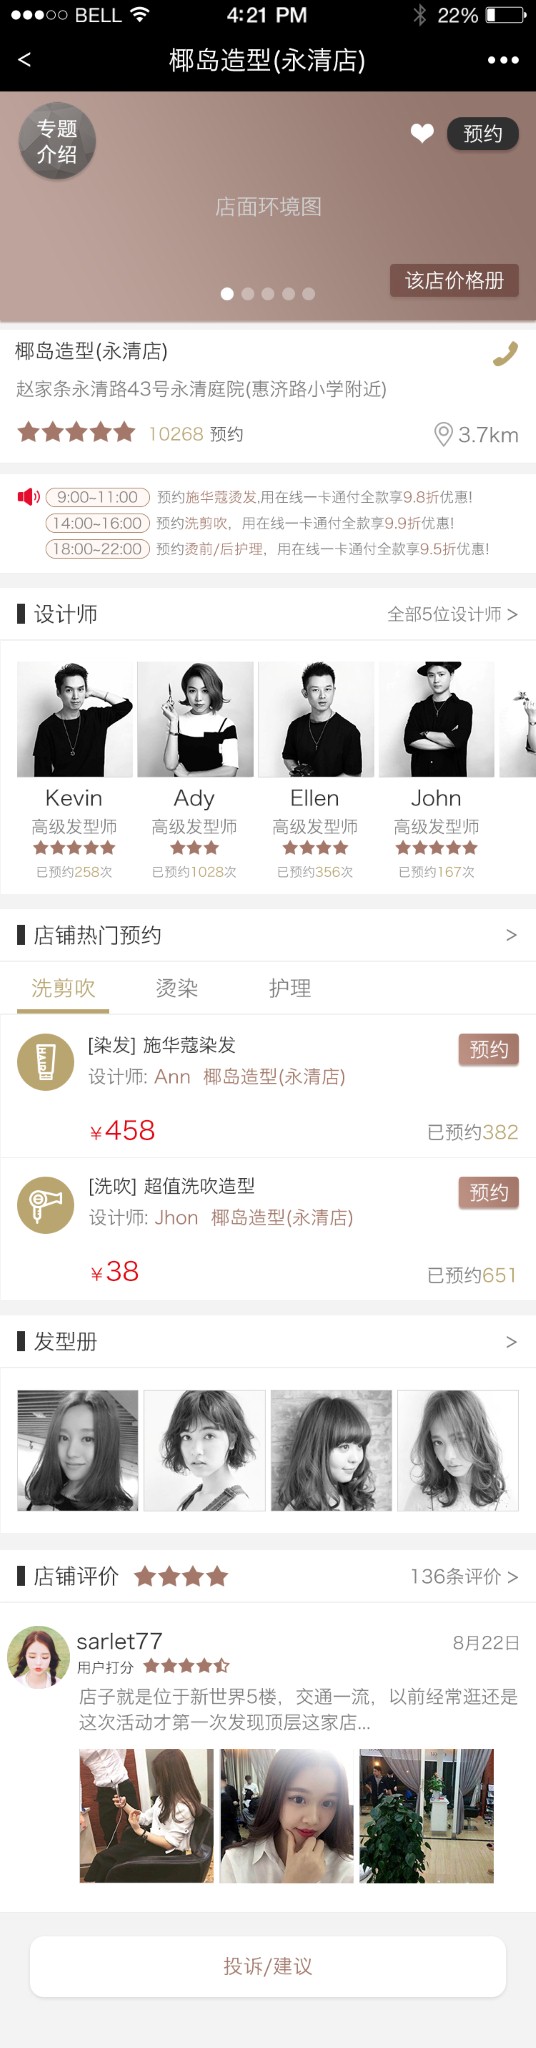 BELL 4:21 PM 22%
< 椰岛造型(永清店)
专题
介绍
预约
店面环境图
该店价格册
椰岛造型(永清店)
赵家条永清路43号永清庭院(惠济路小学附近)
10268 预约 3.7km
9:00~11:00 预约施华蔻烫发,用在线一卡通付全款享9.8折优惠!
14:00~16:00 预约洗剪吹，用在线一卡通付全款享9.9折优惠!
18:00~22:00 预约烫前/后护理，用在线一卡通付全款享9.5折优惠!
设计师 全部5位设计师 >
Kevin Ady Ellen John
高级发型师 高级发型师 高级发型师 高级发型师
已预约258次 已预约1028次 已预约356次 已预约167次
店铺热门预约 >
洗剪吹 烫染 护理
[染发] 施华蔻染发 预约
设计师: Ann 椰岛造型(永清店)
¥458 已预约382
[洗吹] 超值洗吹造型 预约
设计师: Jhon 椰岛造型(永清店)
¥38 已预约651
发型册 >
店铺评价 136条评价 >
sarlet77 8月22日
用户打分
店子就是位于新世界5楼，交通一流，以前经常逛还是
这次活动才第一次发现顶层这家店...
投诉/建议